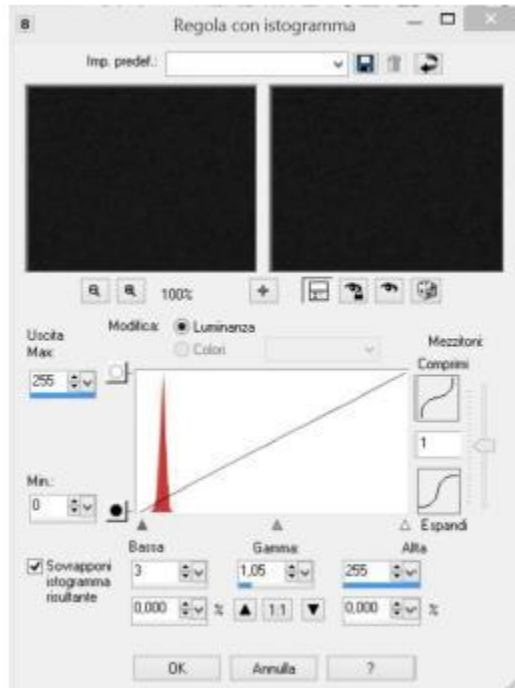 8 Regola con istogramma
Imp. predef.:
100%
Uscita
Max:
255
Modifica: Luminanza
Colori
Mezzitoni:
Comprimi
1
Espandi
Min.:
0
Bassa Gamma: Alta
3 1,05 255
Sovrapponi
istogramma
risultante
0,000 % 1:1 0,000 %
OK Annulla ?